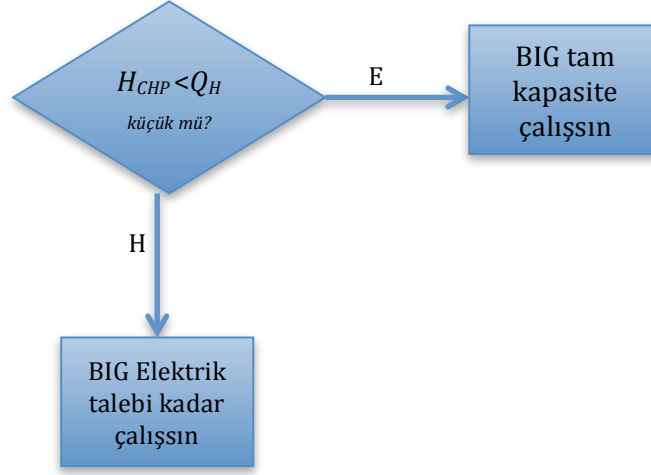 H_CHP<Q_H
küçük mü?
E
BIG tam
kapasite
çalışsın
H
BIG Elektrik
talebi kadar
çalışsın